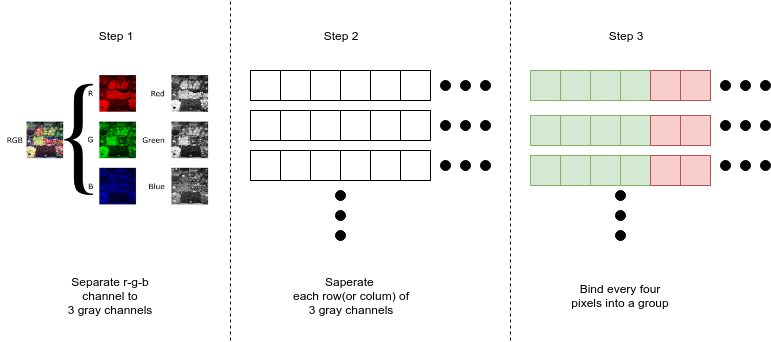 Step 1
Step 2
Step 3
RGB
R
Red
G
Green
B
Blue
Separate r-g-b
channel to
3 gray channels
Saperate
each row(or colum) of
3 gray channels
Bind every four
pixels into a group